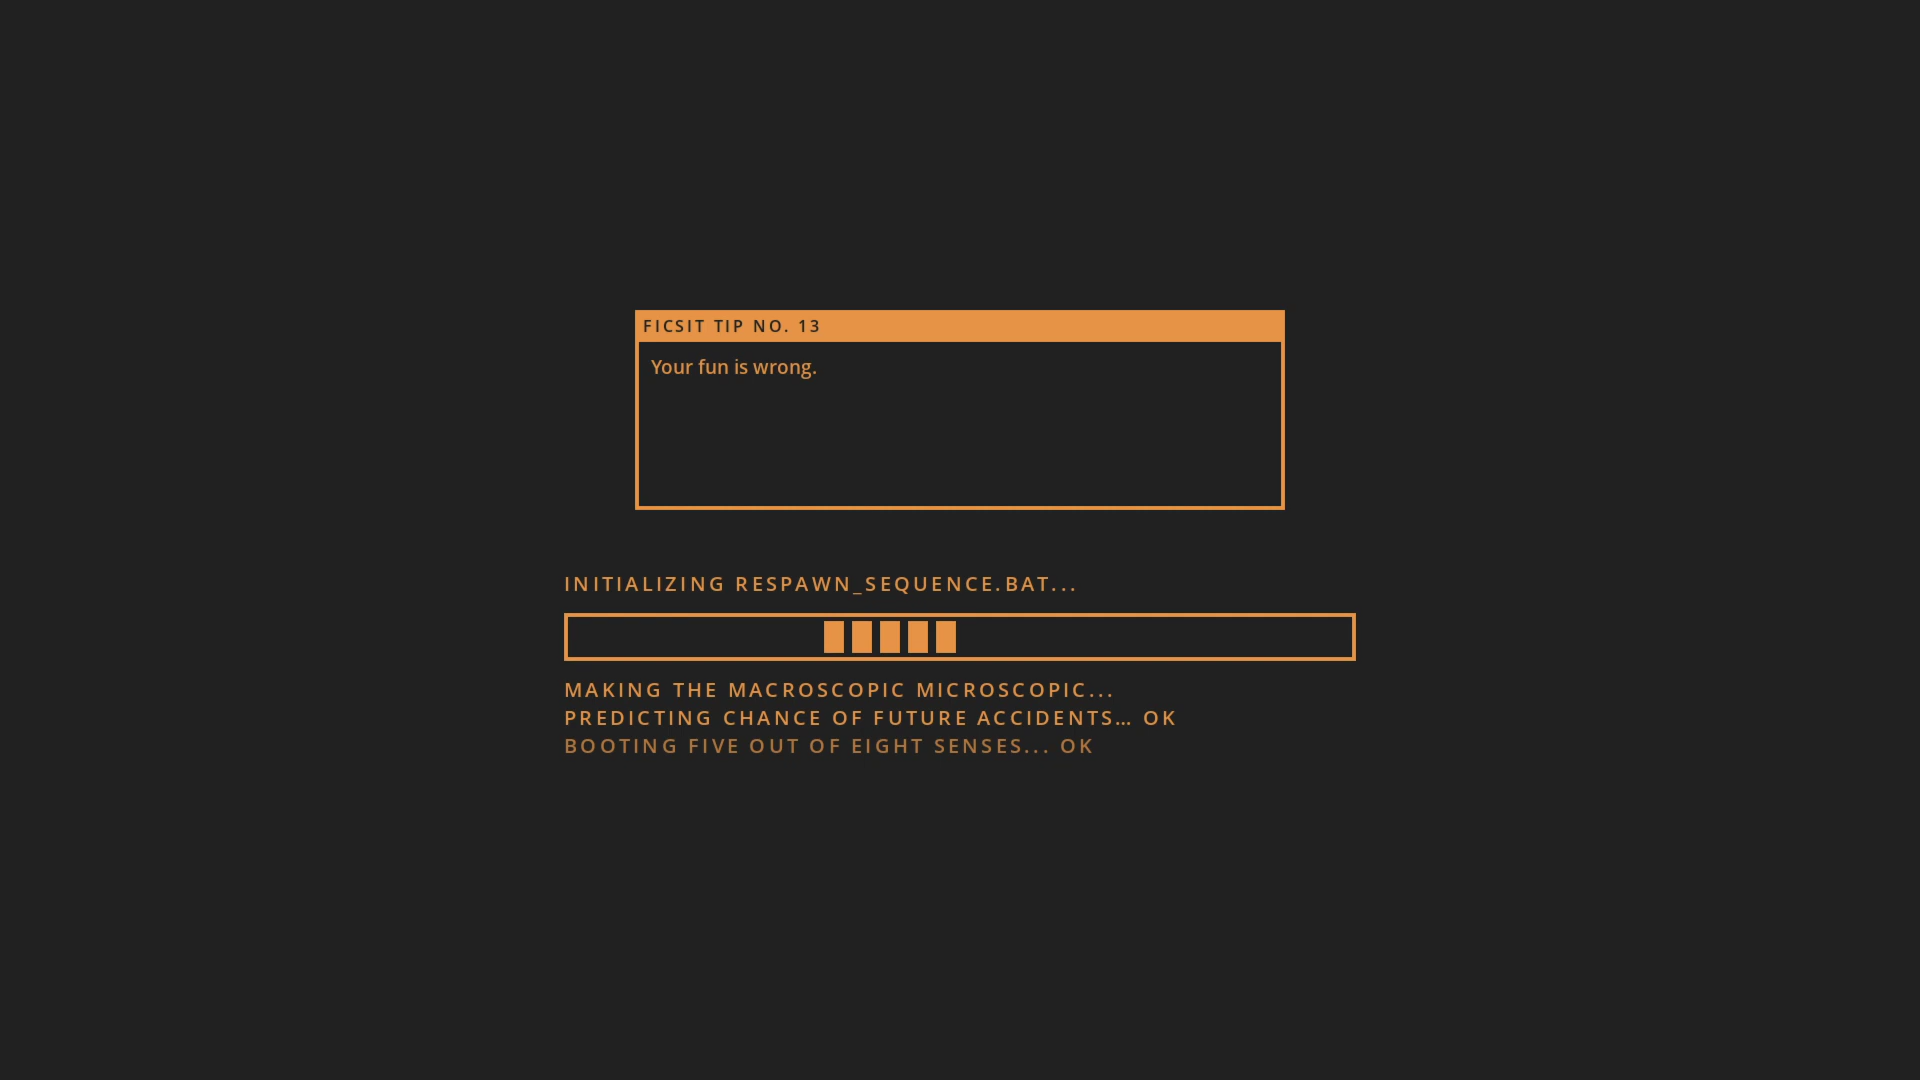 FICSIT TIP NO. 13
Your fun is wrong.
INITIALIZING RESPAWN_SEQUENCE.BAT...
MAKING THE MACROSCOPIC MICROSCOPIC...
PREDICTING CHANCE OF FUTURE ACCIDENTS… OK
BOOTING FIVE OUT OF EIGHT SENSES... OK